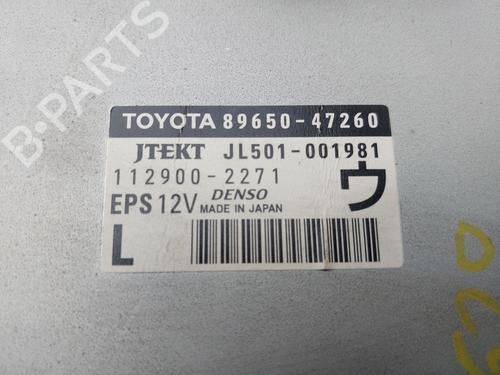 B-PARTS
TOYOTA 89650-47260
JTEKT JL501-001981
112900-2271 ウ
EPS 12V DENSO MADE IN JAPAN
L